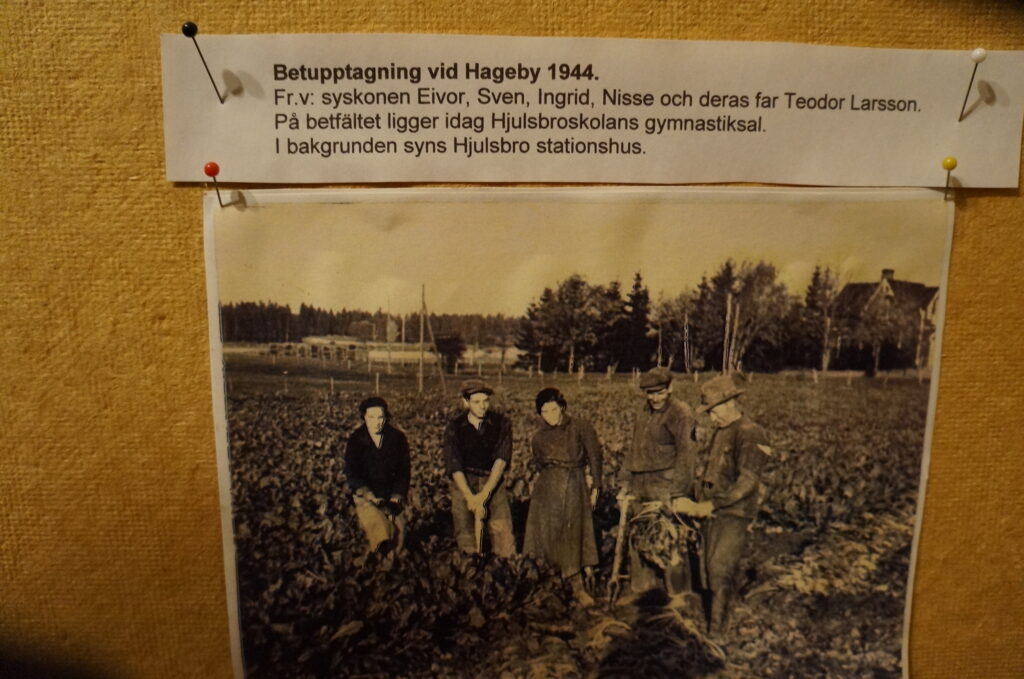 Betupptagning vid Hageby 1944.
Fr.v: syskonen Eivor, Sven, Ingrid, Nisse och deras far Teodor Larsson.
På betfältet ligger idag Hjulsbroskolans gymnastiksal.
I bakgrunden syns Hjulsbro stationshus.